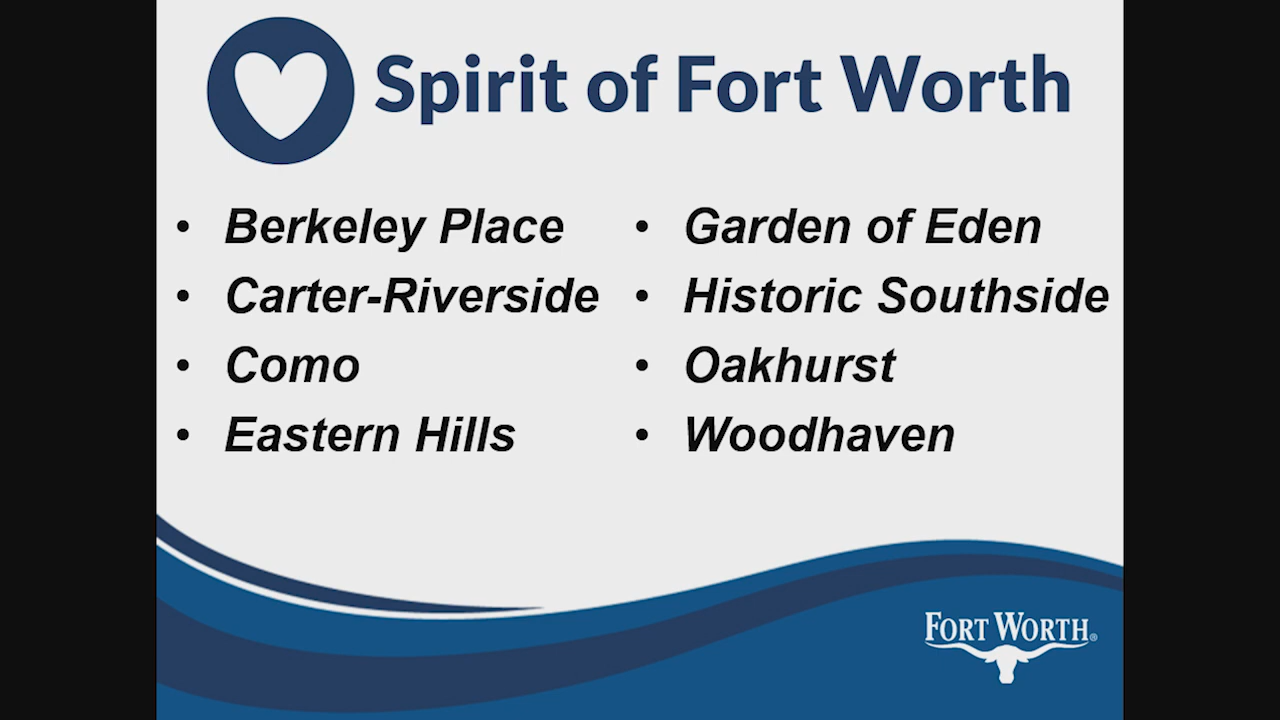 Spirit of Fort Worth
• Berkeley Place
• Carter-Riverside
• Como
• Eastern Hills
• Garden of Eden
• Historic Southside
• Oakhurst
• Woodhaven
FORT WORTH®